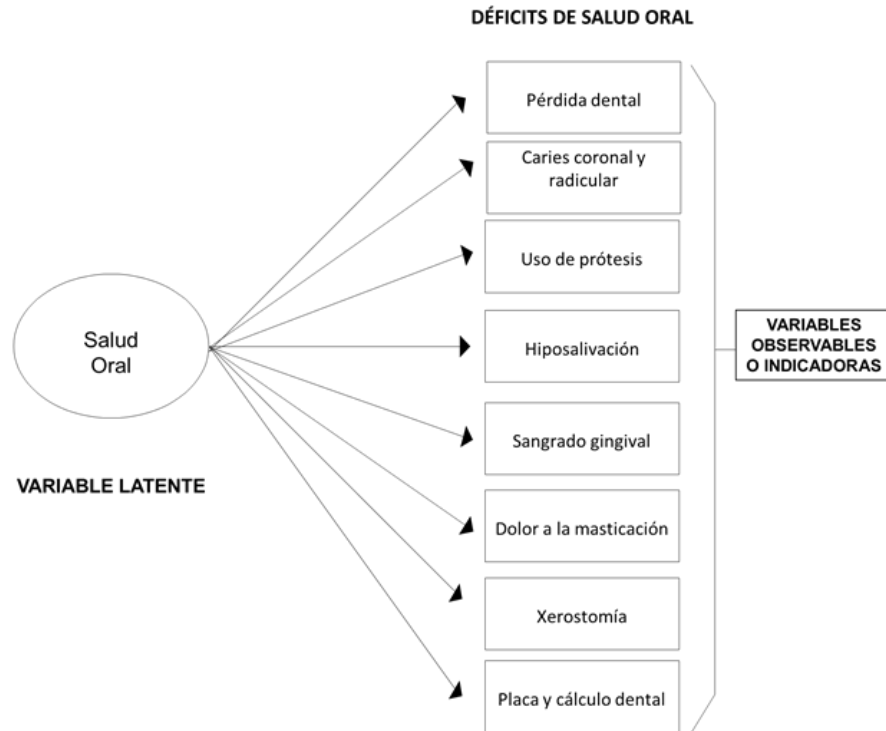 DÉFICITS DE SALUD ORAL
Pérdida dental
Caries coronal y
radicular
Uso de prótesis
Hiposalivación
Sangrado gingival
Dolor a la masticación
Xerostomía
Placa y cálculo dental
Salud
Oral
VARIABLE LATENTE
VARIABLES
OBSERVABLES
O INDICADORAS